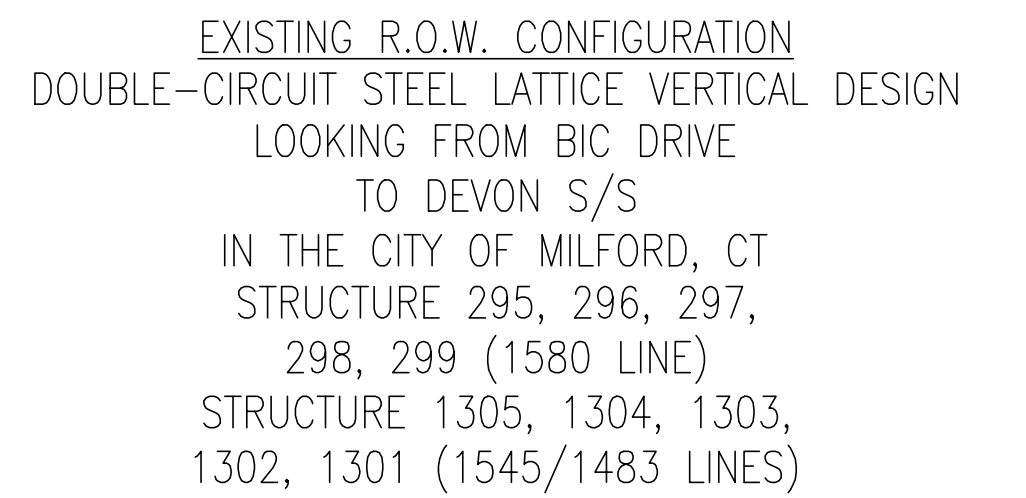 EXISTING R.O.W. CONFIGURATION
DOUBLE-CIRCUIT STEEL LATTICE VERTICAL DESIGN
LOOKING FROM BIC DRIVE
TO DEVON S/S
IN THE CITY OF MILFORD, CT
STRUCTURE 295, 296, 297,
298, 299 (1580 LINE)
STRUCTURE 1305, 1304, 1303,
1302, 1301 (1545/1483 LINES)